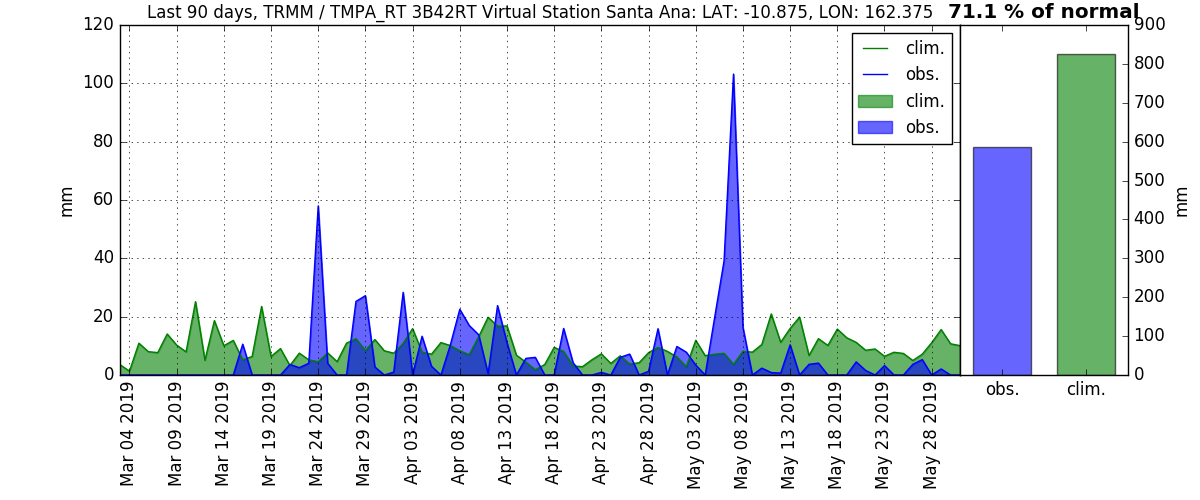 Last 90 days, TRMM / TMPA_RT 3B42RT Virtual Station Santa Ana: LAT: -10.875, LON: 162.375 71.1 % of normal
120
100
80
60
40
20
0
mm
clim.
obs.
clim.
obs.
900
800
700
600
500
400
300
200
100
0
mm
Mar 04 2019
Mar 09 2019
Mar 14 2019
Mar 19 2019
Mar 24 2019
Mar 29 2019
Apr 03 2019
Apr 08 2019
Apr 13 2019
Apr 18 2019
Apr 23 2019
Apr 28 2019
May 03 2019
May 08 2019
May 13 2019
May 18 2019
May 23 2019
May 28 2019
obs. clim.